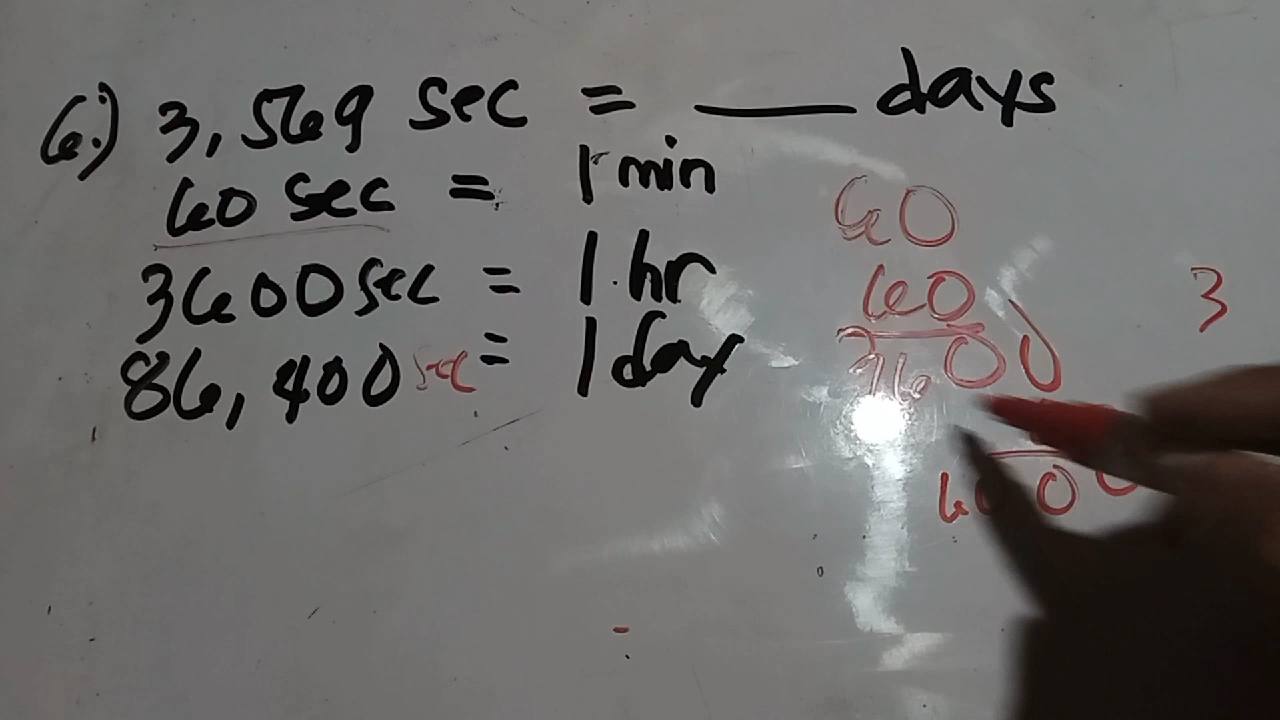 6.) 3,569 sec = ___ days
60 sec = 1 min
3600 sec = 1 hr
86,400 sec = 1 day
60
60
3600
3